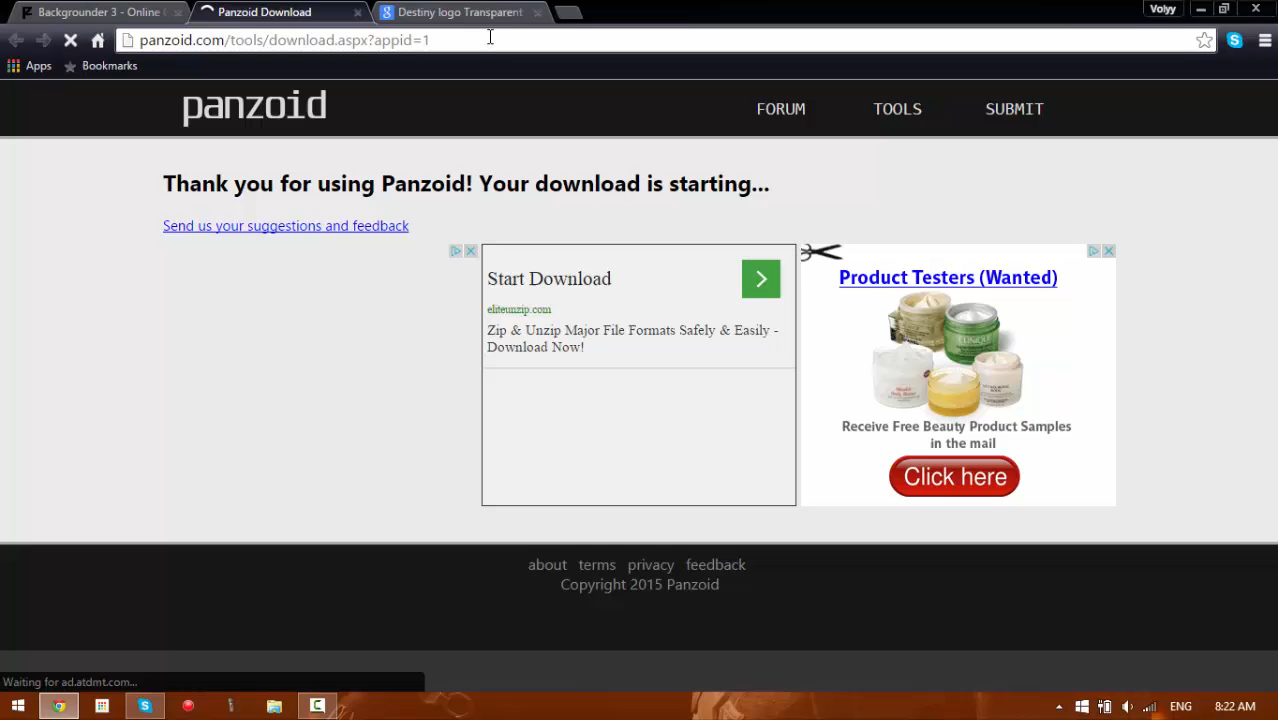 Backgrounder 3 - Online
Panzoid Download
Destiny logo Transparent
Volyy
panzoid.com/tools/download.aspx?appid=1
Apps
Bookmarks
panzoid
FORUM
TOOLS
SUBMIT
Thank you for using Panzoid! Your download is starting...
Send us your suggestions and feedback
Start Download
eliteunzip.com
Zip & Unzip Major File Formats Safely & Easily -
Download Now!
Product Testers (Wanted)
CLINIQUE
Receive Free Beauty Product Samples
in the mail
Click here
about terms privacy feedback
Copyright 2015 Panzoid
Waiting for ad.atdmt.com...
ENG
8:22 AM